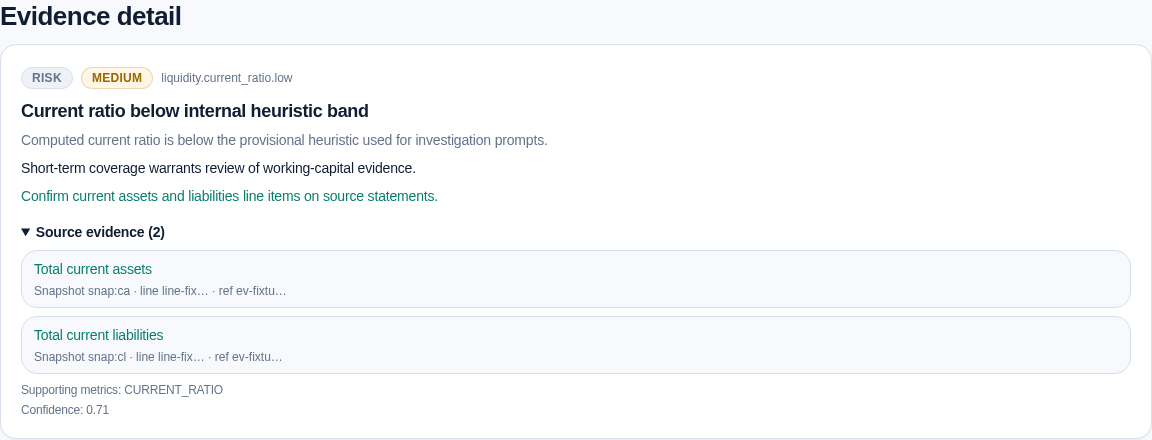 Evidence detail
RISK MEDIUM liquidity.current_ratio.low
Current ratio below internal heuristic band
Computed current ratio is below the provisional heuristic used for investigation prompts.
Short-term coverage warrants review of working-capital evidence.
Confirm current assets and liabilities line items on source statements.
▼ Source evidence (2)
Total current assets
Snapshot snap:ca · line line-fix… · ref ev-fixtu…
Total current liabilities
Snapshot snap:cl · line line-fix… · ref ev-fixtu…
Supporting metrics: CURRENT_RATIO
Confidence: 0.71